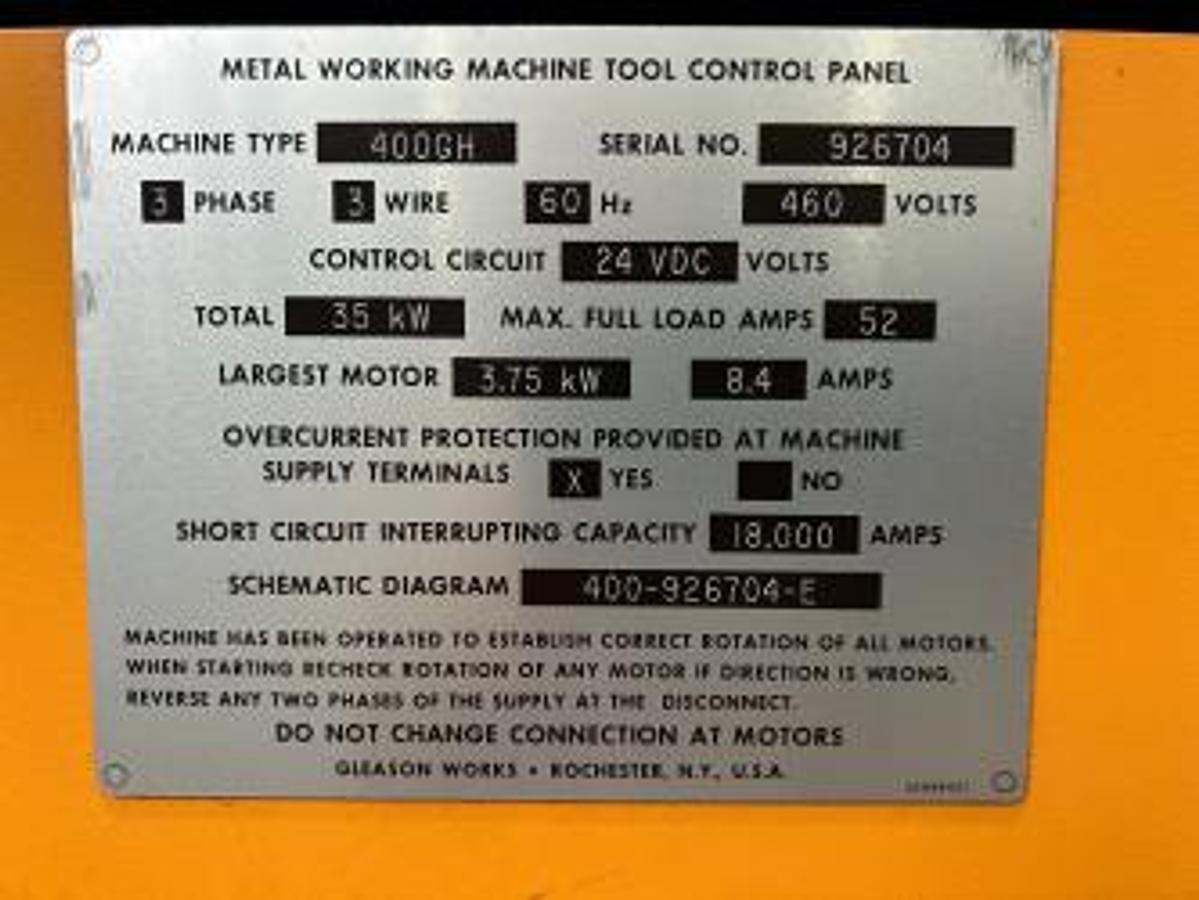 METAL WORKING MACHINE TOOL CONTROL PANEL
MACHINE TYPE 400GH SERIAL NO. 926704
3 PHASE 3 WIRE 60 Hz 460 VOLTS
CONTROL CIRCUIT 24 VDC VOLTS
TOTAL 35 kW MAX. FULL LOAD AMPS 52
LARGEST MOTOR 3.75 kW 8.4 AMPS
OVERCURRENT PROTECTION PROVIDED AT MACHINE
SUPPLY TERMINALS X YES NO
SHORT CIRCUIT INTERRUPTING CAPACITY 18.000 AMPS
SCHEMATIC DIAGRAM 400-926704-E
MACHINE HAS BEEN OPERATED TO ESTABLISH CORRECT ROTATION OF ALL MOTORS.
WHEN STARTING RECHECK ROTATION OF ANY MOTOR IF DIRECTION IS WRONG,
REVERSE ANY TWO PHASES OF THE SUPPLY AT THE DISCONNECT.
DO NOT CHANGE CONNECTION AT MOTORS
GLEASON WORKS • ROCHESTER, N.Y., U.S.A.